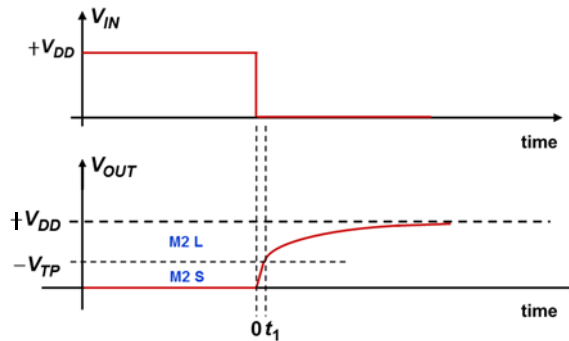 V_IN
+V_DD
time
V_OUT
+V_DD
M2 L
−V_TP
M2 S
time
0 t_1